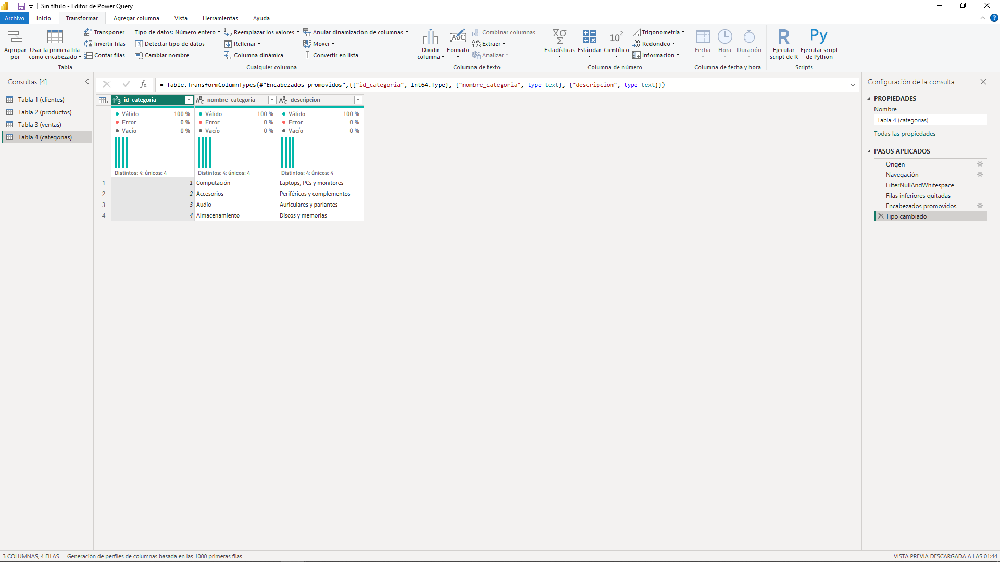 Sin título - Editor de Power Query
Archivo
Inicio
Transformar
Agregar columna
Vista
Herramientas
Ayuda
Agrupar por
Usar la primera fila como encabezado
Transponer
Invertir filas
Contar filas
Tabla
Tipo de datos: Número entero
Detectar tipo de datos
Cambiar nombre
Reemplazar los valores
Rellenar
Columna dinámica
Anular dinamización de columnas
Mover
Convertir en lista
Cualquier columna
Dividir columna
Formato
Combinar columnas
Extraer
Analizar
Columna de texto
Estadísticas
Estándar
Científico
Trigonometría
Redondeo
Información
Columna de número
Fecha
Hora
Duración
Columna de fecha y hora
Ejecutar script de R
Ejecutar script de Python
Scripts
Consultas [4]
Tabla 1 (clientes)
Tabla 2 (productos)
Tabla 3 (ventas)
Tabla 4 (categorias)
= Table.TransformColumnTypes(#"Encabezados promovidos",{{"id_categoria", Int64.Type}, {"nombre_categoria", type text}, {"descripcion", type text}})
id_categoria nombre_categoria descripcion
Válido 100 % Válido 100 % Válido 100 %
Error 0 % Error 0 % Error 0 %
Vacío 0 % Vacío 0 % Vacío 0 %
Distintos: 4; únicos: 4 Distintos: 4; únicos: 4 Distintos: 4; únicos: 4
1 1 Computación Laptops, PCs y monitores
2 2 Accesorios Periféricos y complementos
3 3 Audio Auriculares y parlantes
4 4 Almacenamiento Discos y memorias
Configuración de la consulta
PROPIEDADES
Nombre
Tabla 4 (categorias)
Todas las propiedades
PASOS APLICADOS
Origen
Navegación
FilterNullAndWhitespace
Filas inferiores quitadas
Encabezados promovidos
Tipo cambiado
3 COLUMNAS, 4 FILAS
Generación de perfiles de columnas basada en las 1000 primeras filas
VISTA PREVIA DESCARGADA A LAS 01:44